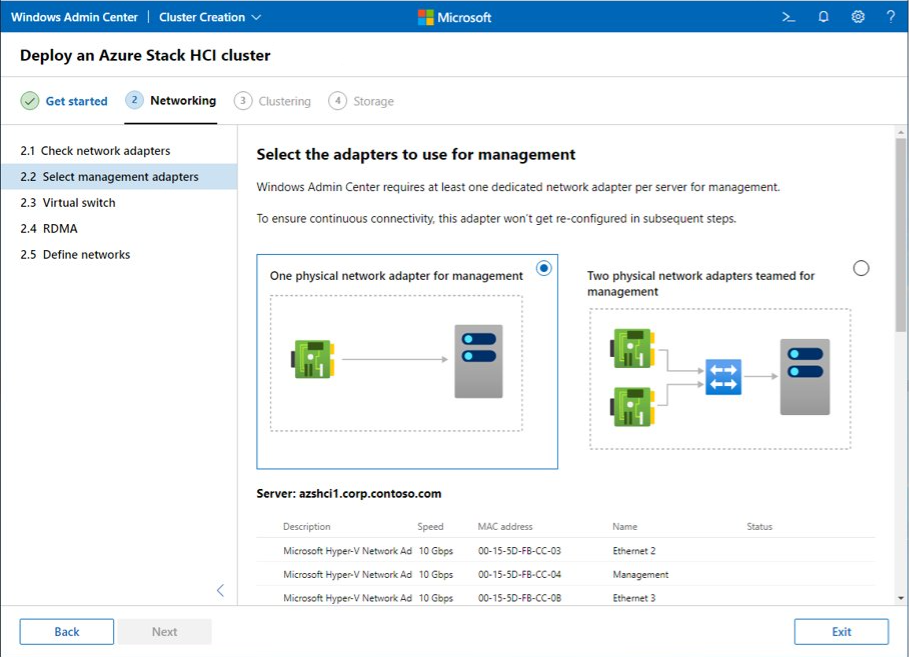 Windows Admin Center | Cluster Creation
Microsoft
?
Deploy an Azure Stack HCI cluster
Get started
2 Networking
3 Clustering
4 Storage
2.1 Check network adapters
2.2 Select management adapters
2.3 Virtual switch
2.4 RDMA
2.5 Define networks
Select the adapters to use for management
Windows Admin Center requires at least one dedicated network adapter per server for management.
To ensure continuous connectivity, this adapter won't get re-configured in subsequent steps.
One physical network adapter for management
Two physical network adapters teamed for
management
Server: azshci1.corp.contoso.com
Description Speed MAC address Name Status
Microsoft Hyper-V Network Ad 10 Gbps 00-15-5D-FB-CC-03 Ethernet 2
Microsoft Hyper-V Network Ad 10 Gbps 00-15-5D-FB-CC-04 Management
Microsoft Hyper-V Network Ad 10 Gbps 00-15-5D-FB-CC-0B Ethernet 3
Back
Next
Exit